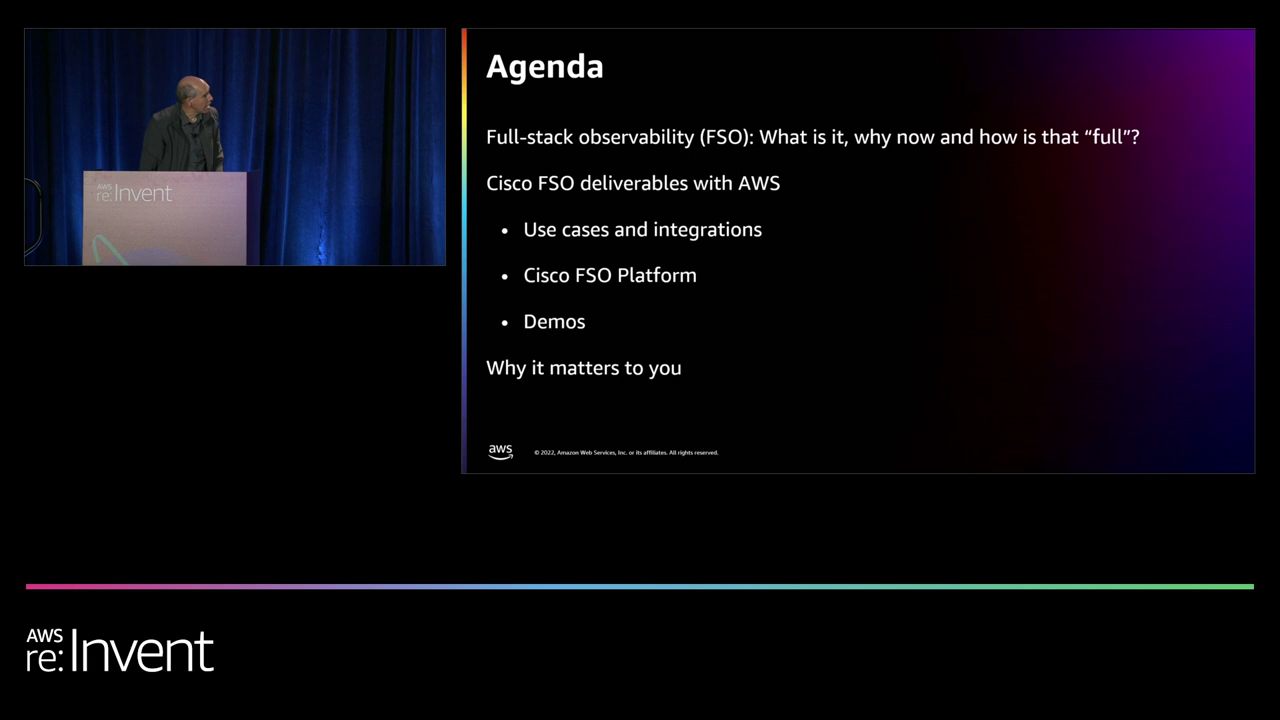 AWS
re:Invent
Agenda
Full-stack observability (FSO): What is it, why now and how is that “full”?
Cisco FSO deliverables with AWS
• Use cases and integrations
• Cisco FSO Platform
• Demos
Why it matters to you
aws
© 2022, Amazon Web Services, Inc. or its affiliates. All rights reserved.
AWS
re:Invent